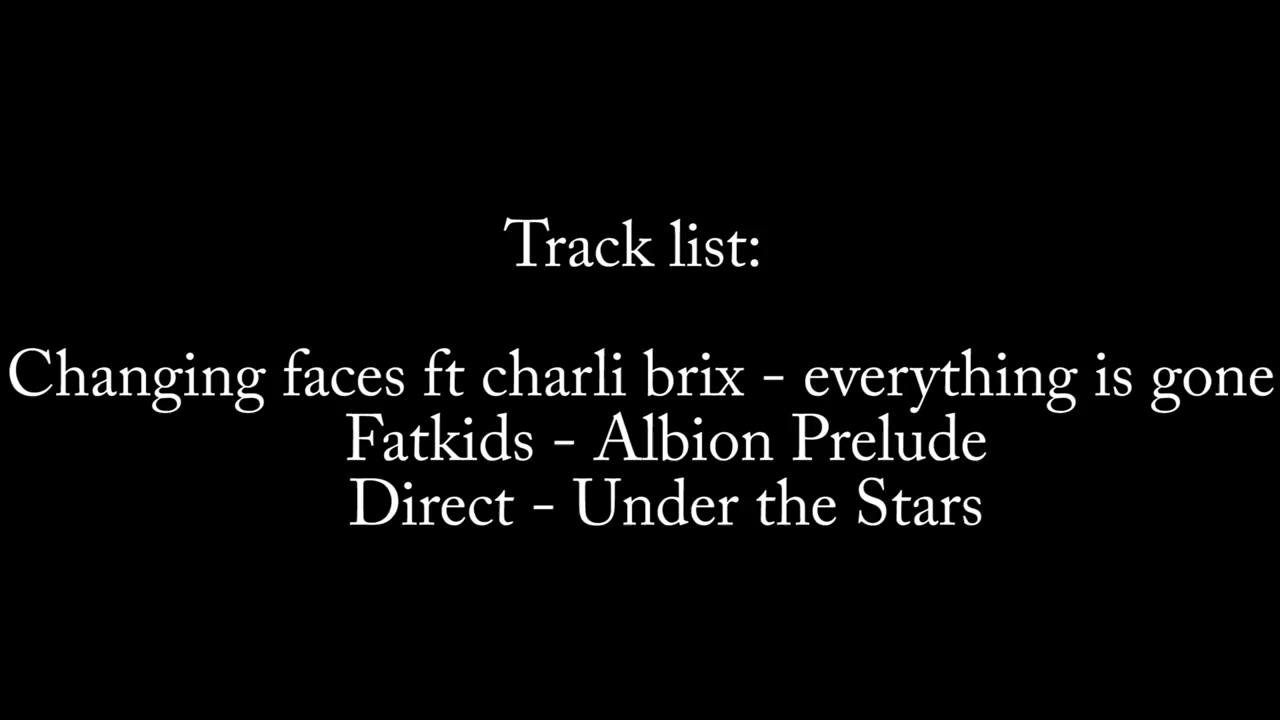 Track list:
Changing faces ft charli brix - everything is gone
Fatkids - Albion Prelude
Direct - Under the Stars